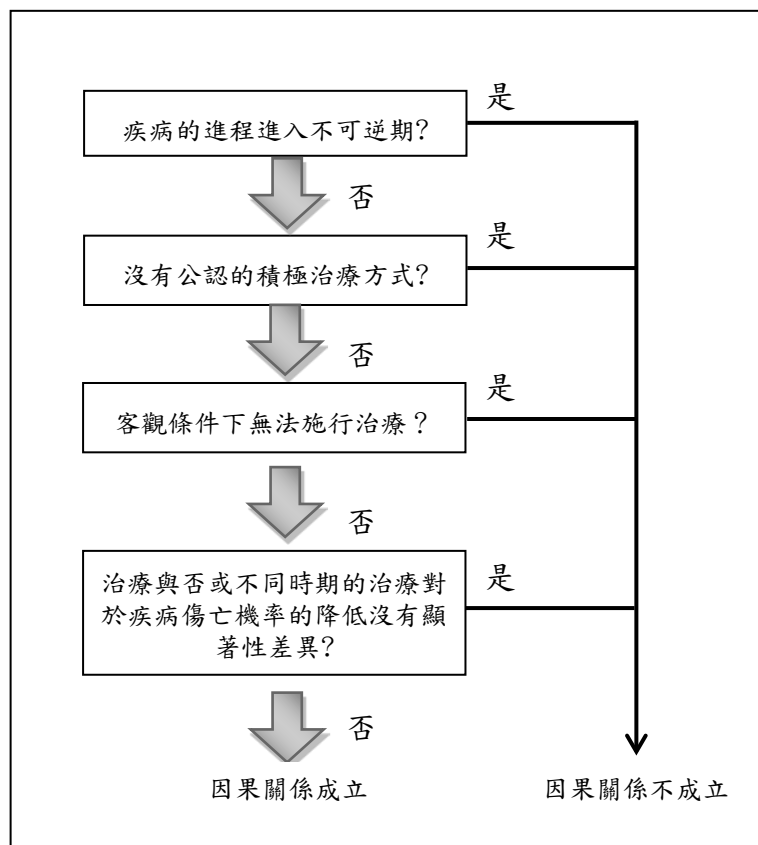 疾病的進程進入不可逆期?
是
否
沒有公認的積極治療方式?
是
否
客觀條件下無法施行治療？
是
否
治療與否或不同時期的治療對
於疾病傷亡機率的降低沒有顯
著性差異?
是
否
因果關係成立
因果關係不成立